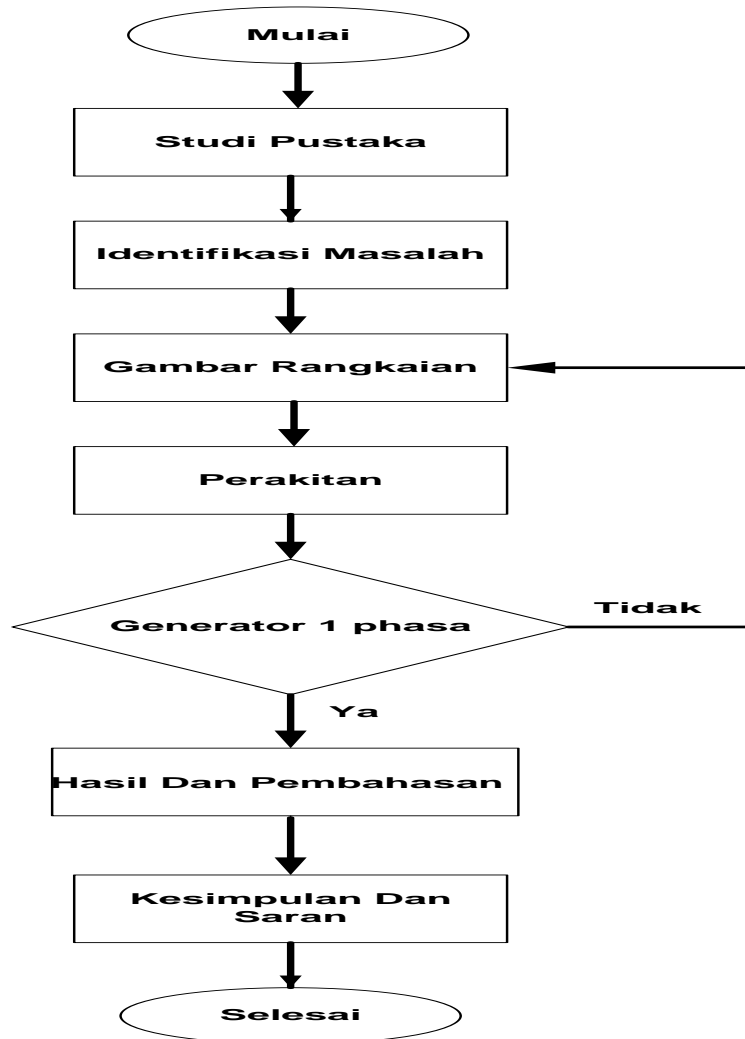 Mulai
Studi Pustaka
Identifikasi Masalah
Gambar Rangkaian
Perakitan
Generator 1 phasa
Tidak
Ya
Hasil Dan Pembahasan
Kesimpulan Dan
Saran
Selesai